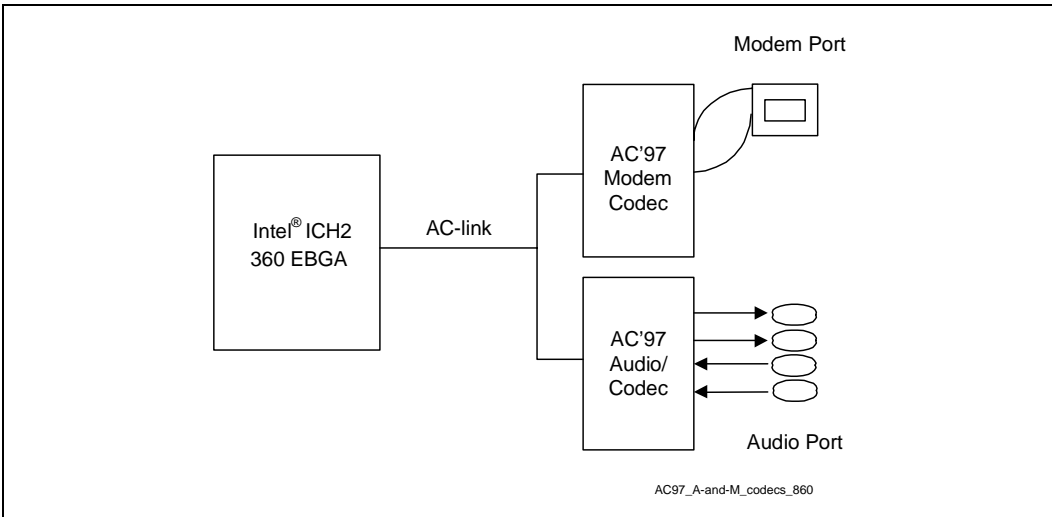 Modem Port
AC'97
Modem
Codec
Intel® ICH2
360 EBGA
AC-link
AC'97
Audio/
Codec
Audio Port
AC97_A-and-M_codecs_860